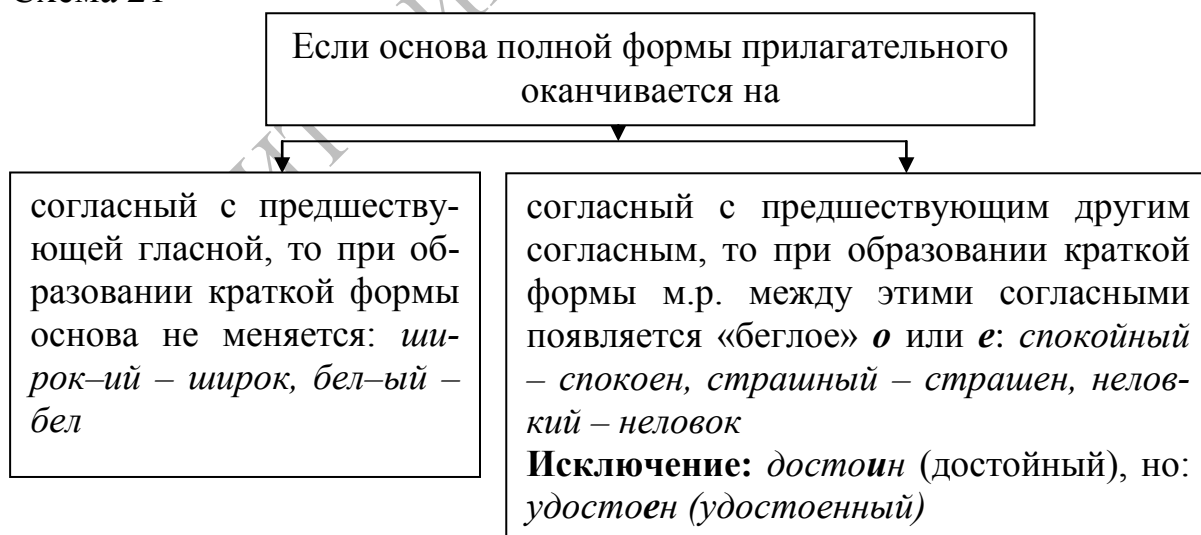 Если основа полной формы прилагательного
оканчивается на
согласный с предшеству-
ющей гласной, то при об-
разовании краткой формы
основа не меняется: ши-
рок–ий – широк, бел–ый –
бел
согласный с предшествующим другим
согласным, то при образовании краткой
формы м.р. между этими согласными
появляется «беглое» о или е: спокойный
– спокоен, страшный – страшен, нелов-
кий – неловок
Исключение: достоин (достойный), но:
удостоен (удостоенный)